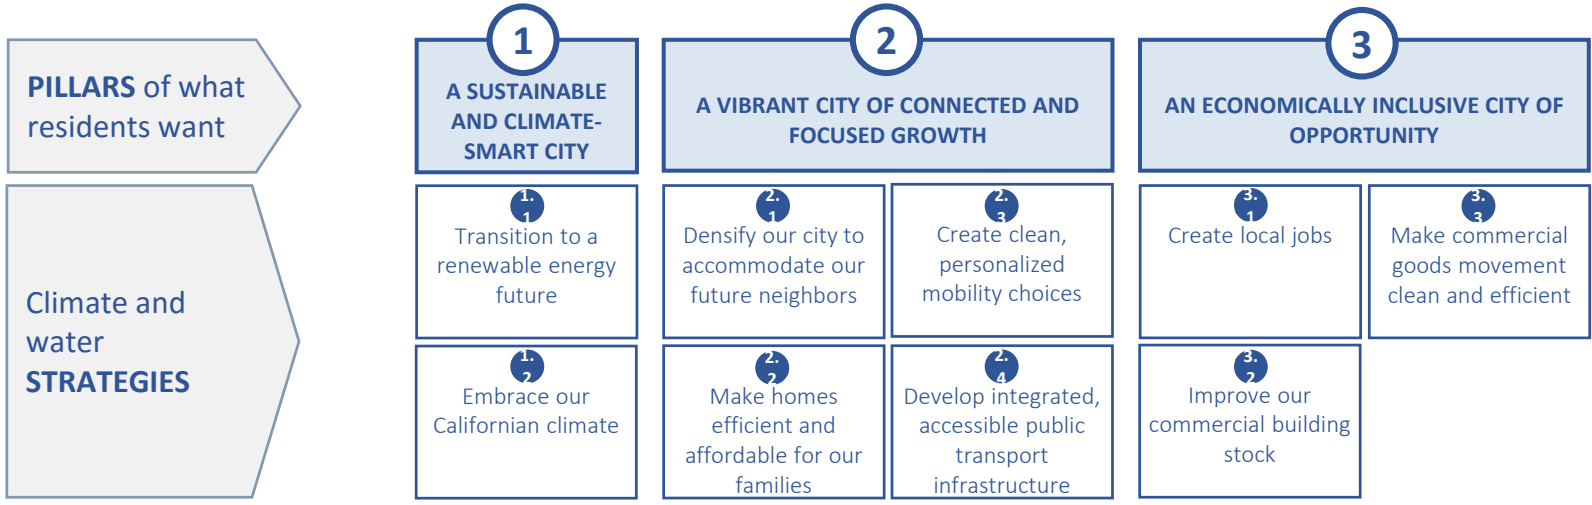 PILLARS of what
residents want
1
A SUSTAINABLE
AND CLIMATE-
SMART CITY
2
A VIBRANT CITY OF CONNECTED AND
FOCUSED GROWTH
3
AN ECONOMICALLY INCLUSIVE CITY OF
OPPORTUNITY
Climate and
water
STRATEGIES
1.
1
Transition to a
renewable energy
future
1.
2
Embrace our
Californian climate
2.
1
Densify our city to
accommodate our
future neighbors
2.
3
Create clean,
personalized
mobility choices
2.
2
Make homes
efficient and
affordable for our
families
2.
4
Develop integrated,
accessible public
transport
infrastructure
3.
1
Create local jobs
3.
3
Make commercial
goods movement
clean and efficient
3.
2
Improve our
commercial building
stock